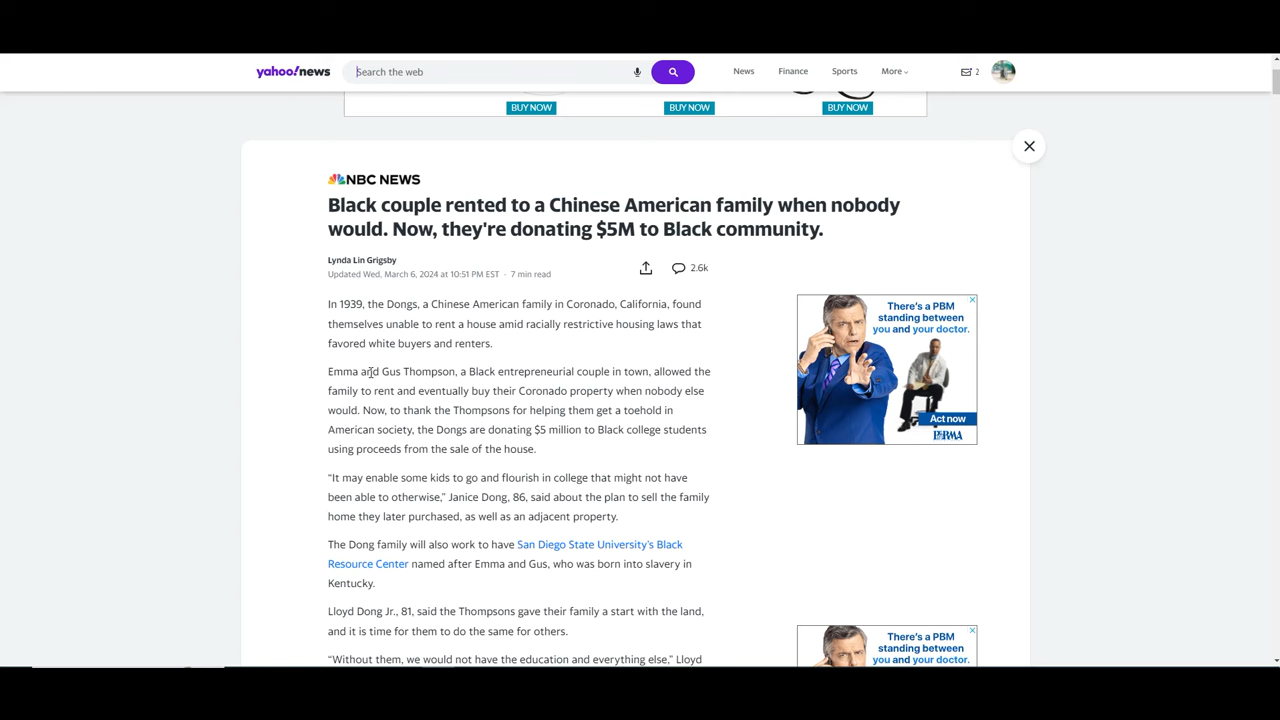 yahoo!news
Search the web
News
Finance
Sports
More
2
BUY NOW
BUY NOW
BUY NOW
NBC NEWS
Black couple rented to a Chinese American family when nobody
would. Now, they're donating $5M to Black community.
Lynda Lin Grigsby
Updated Wed, March 6, 2024 at 10:51 PM EST · 7 min read
2.6k
In 1939, the Dongs, a Chinese American family in Coronado, California, found
themselves unable to rent a house amid racially restrictive housing laws that
favored white buyers and renters.
Emma and Gus Thompson, a Black entrepreneurial couple in town, allowed the
family to rent and eventually buy their Coronado property when nobody else
would. Now, to thank the Thompsons for helping them get a toehold in
American society, the Dongs are donating $5 million to Black college students
using proceeds from the sale of the house.
“It may enable some kids to go and flourish in college that might not have
been able to otherwise,” Janice Dong, 86, said about the plan to sell the family
home they later purchased, as well as an adjacent property.
The Dong family will also work to have San Diego State University’s Black
Resource Center named after Emma and Gus, who was born into slavery in
Kentucky.
Lloyd Dong Jr., 81, said the Thompsons gave their family a start with the land,
and it is time for them to do the same for others.
“Without them, we would not have the education and everything else,” Lloyd
There's a PBM
standing between
you and your doctor.
Act now
PhRMA
There's a PBM
standing between
you and your doctor.